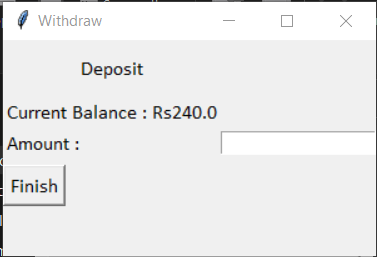 Withdraw
Deposit
Current Balance : Rs240.0
Amount :
Finish